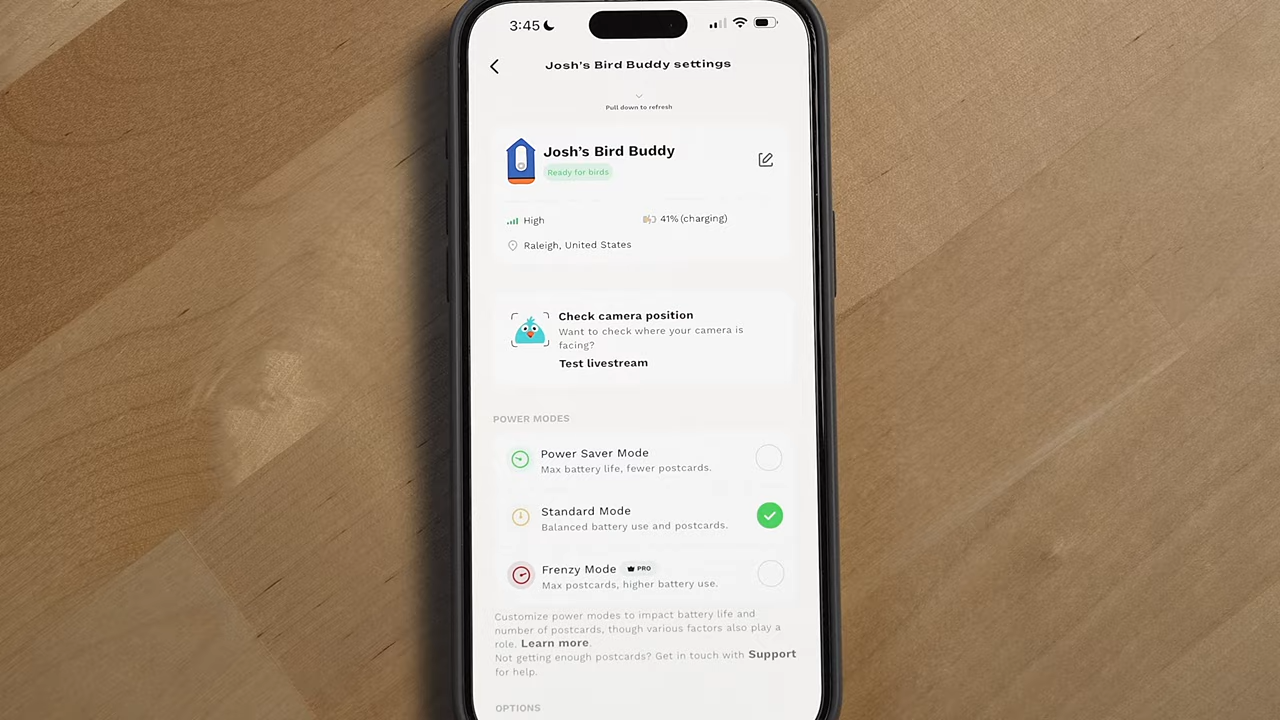 3:45
Josh's Bird Buddy settings
Pull down to refresh
Josh's Bird Buddy
Ready for birds
High
41% (charging)
Raleigh, United States
Check camera position
Want to check where your camera is
facing?
Test livestream
POWER MODES
Power Saver Mode
Max battery life, fewer postcards.
Standard Mode
Balanced battery use and postcards.
Frenzy Mode PRO
Max postcards, higher battery use.
Customize power modes to impact battery life and
number of postcards, though various factors also play a
role. Learn more.
Not getting enough postcards? Get in touch with Support
for help.
OPTIONS